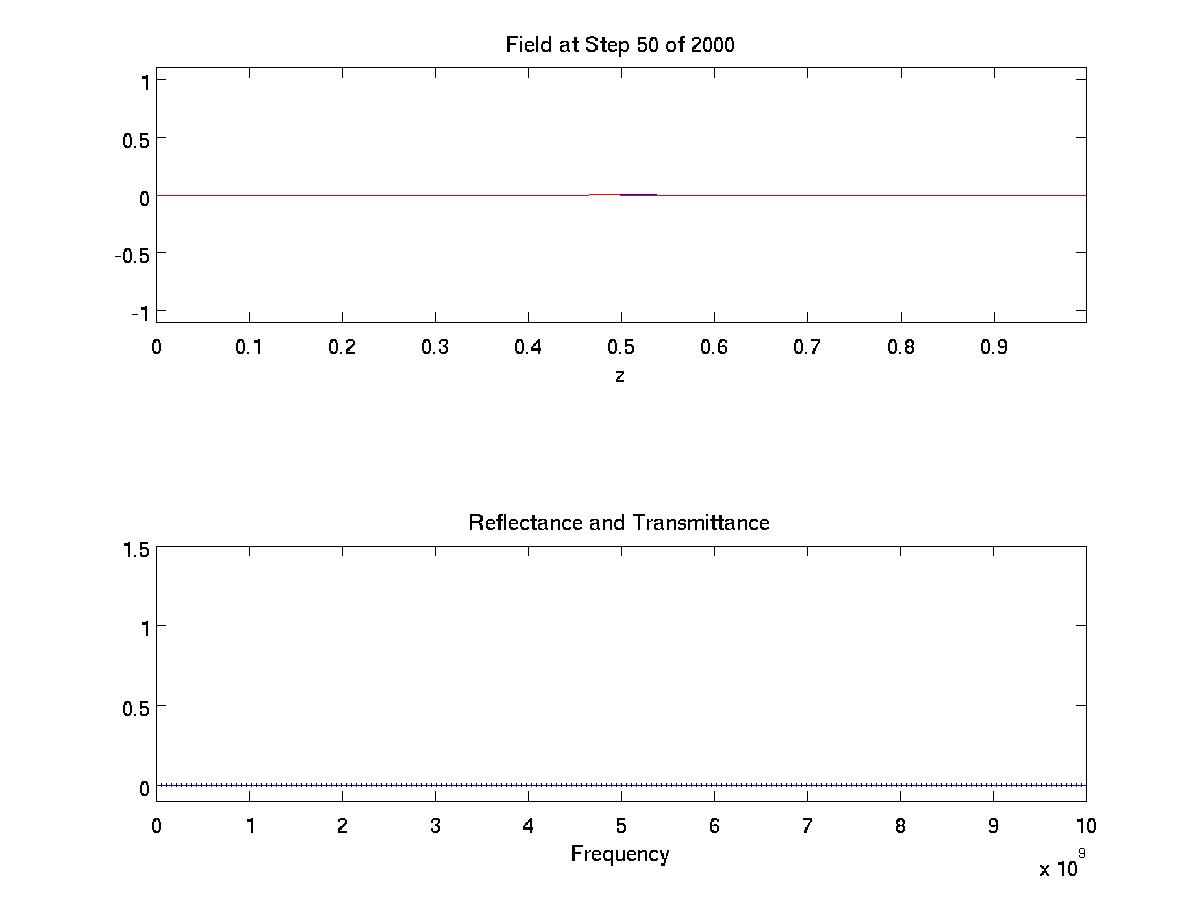 Field at Step 50 of 2000
1
0.5
0
-0.5
-1
0 0.1 0.2 0.3 0.4 0.5 0.6 0.7 0.8 0.9
z
Reflectance and Transmittance
1.5
1
0.5
0
0 1 2 3 4 5 6 7 8 9 10
Frequency
x 10^9